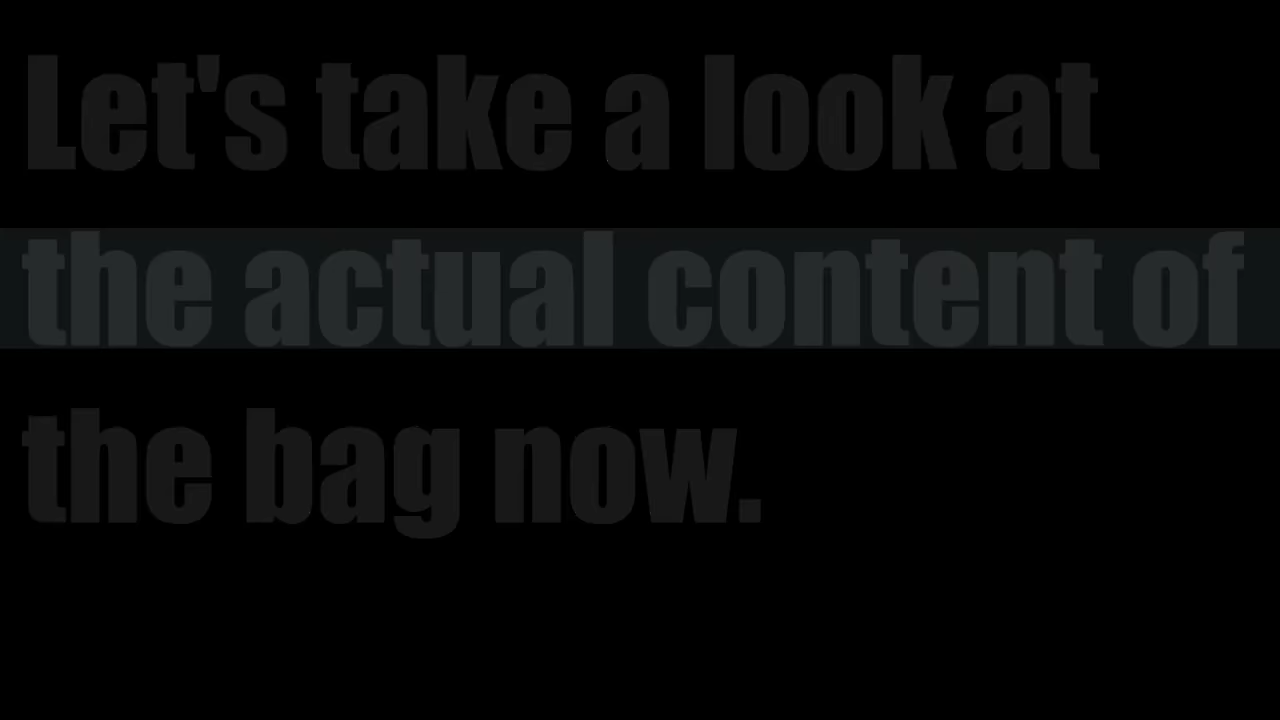 Let's take a look at
the actual content of
the bag now.